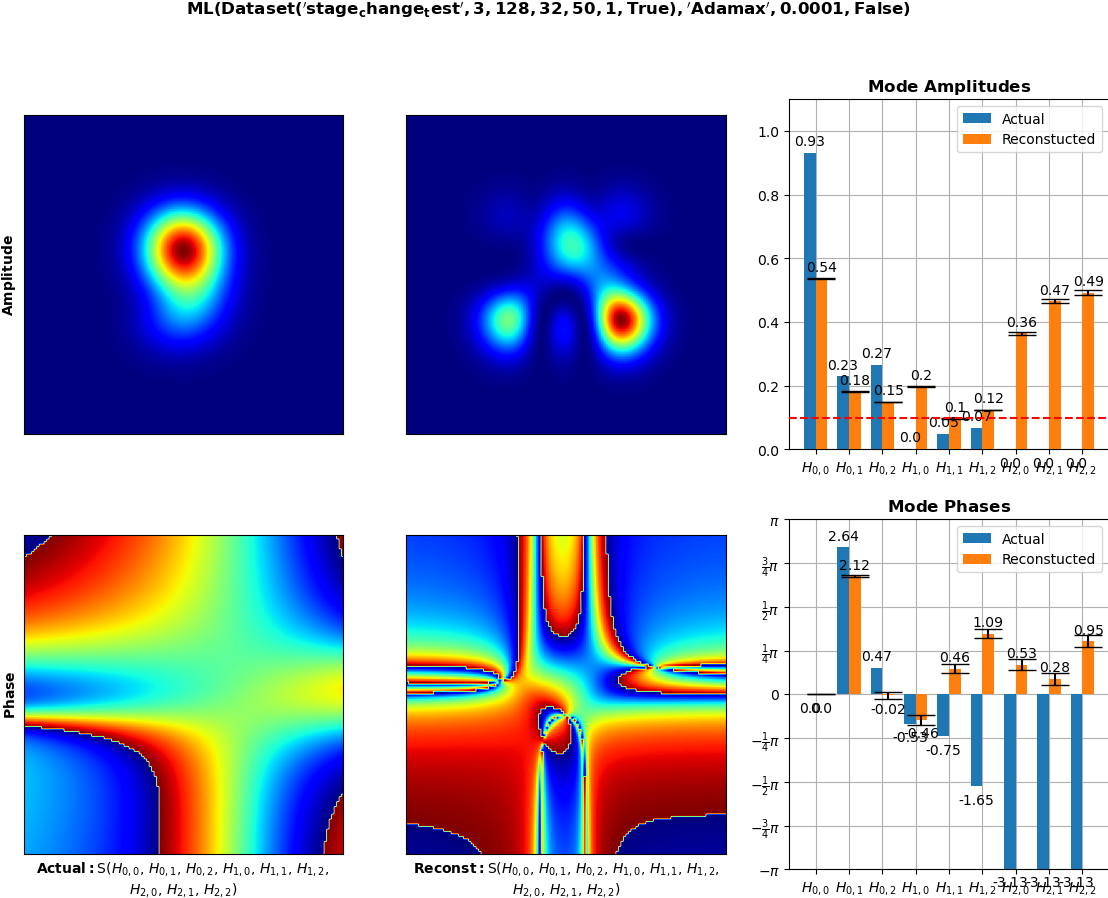 ML(Dataset('stage_change_test', 3, 128, 32, 50, 1, True), 'Adamax', 0.0001, False)
Amplitude
Mode Amplitudes
Actual
Reconstucted
1.0
0.8
0.6
0.4
0.2
0.0
0.93
0.54
0.23
0.18
0.27
0.15
0.0
0.2
0.05
0.1
0.07
0.12
0.0
0.36
0.0
0.47
0.0
0.49
H0,0 H0,1 H0,2 H1,0 H1,1 H1,2 H2,0 H2,1 H2,2
Phase
Actual: S(H0,0, H0,1, H0,2, H1,0, H1,1, H1,2,
H2,0, H2,1, H2,2)
Reconst: S(H0,0, H0,1, H0,2, H1,0, H1,1, H1,2,
H2,0, H2,1, H2,2)
Mode Phases
Actual
Reconstucted
π
3/4π
1/2π
1/4π
0
−1/4π
−1/2π
−3/4π
−π
0.0
0.0
2.64
2.12
0.47
-0.02
-0.53
-0.46
-0.75
0.46
-1.65
1.09
-3.13
0.53
-3.13
0.28
-3.13
0.95
H0,0 H0,1 H0,2 H1,0 H1,1 H1,2 H2,0 H2,1 H2,2